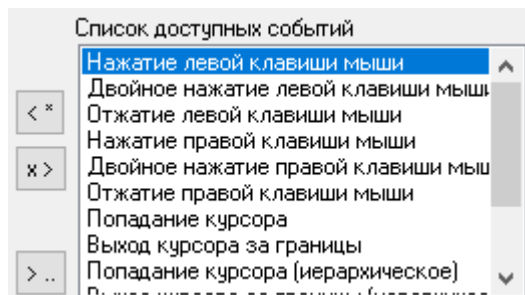 Список доступных событий
Нажатие левой клавиши мыши
Двойное нажатие левой клавиши мыши
< *
Отжатие левой клавиши мыши
Нажатие правой клавиши мыши
x >
Двойное нажатие правой клавиши мыш
Отжатие правой клавиши мыши
Попадание курсора
Выход курсора за границы
> ..
Попадание курсора (иерархическое)